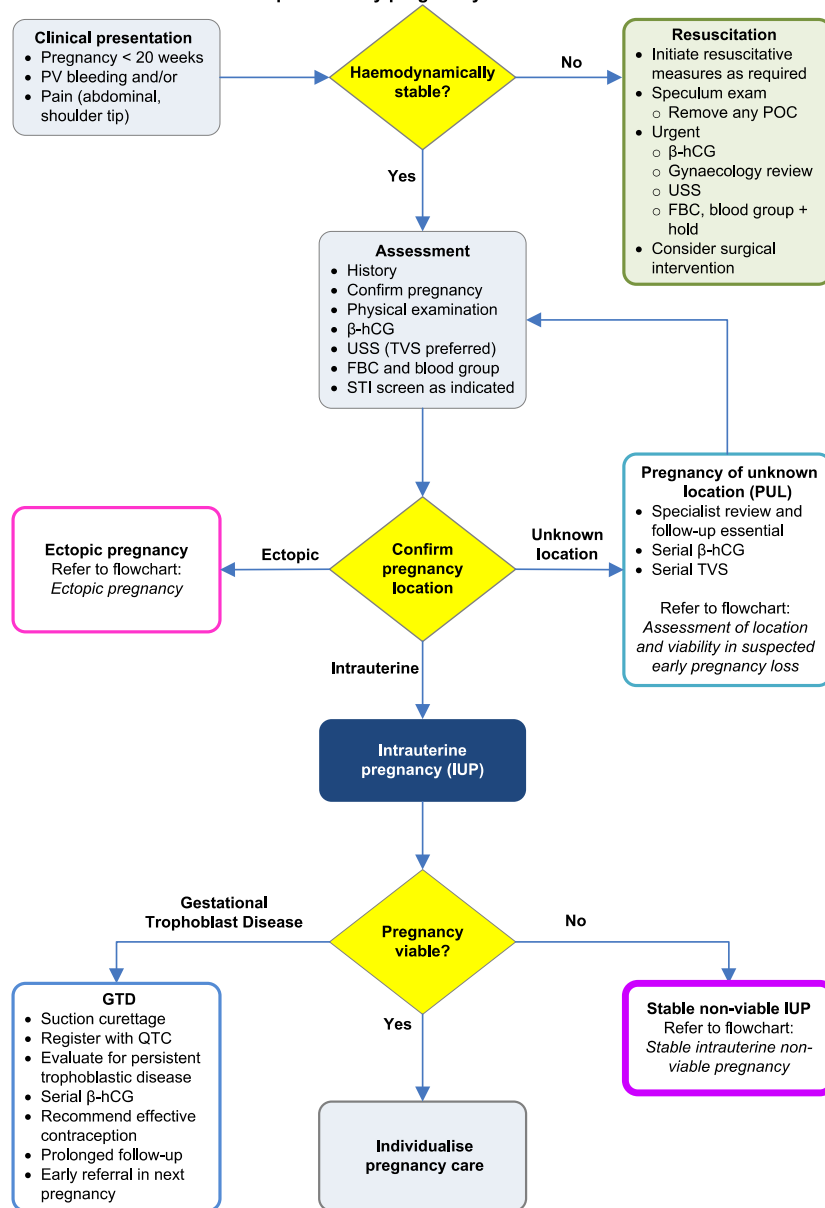 Clinical presentation
• Pregnancy < 20 weeks
• PV bleeding and/or
• Pain (abdominal,
shoulder tip)
Haemodynamically
stable?
No
Resuscitation
• Initiate resuscitative
measures as required
• Speculum exam
○ Remove any POC
• Urgent
○ β-hCG
○ Gynaecology review
○ USS
○ FBC, blood group +
hold
• Consider surgical
intervention
Yes
Assessment
• History
• Confirm pregnancy
• Physical examination
• β-hCG
• USS (TVS preferred)
• FBC and blood group
• STI screen as indicated
Ectopic pregnancy
Refer to flowchart:
Ectopic pregnancy
Ectopic
Confirm
pregnancy
location
Unknown
location
Pregnancy of unknown
location (PUL)
• Specialist review and
follow-up essential
• Serial β-hCG
• Serial TVS
Refer to flowchart:
Assessment of location
and viability in suspected
early pregnancy loss
Intrauterine
Intrauterine
pregnancy (IUP)
Gestational
Trophoblast Disease
Pregnancy
viable?
No
GTD
• Suction curettage
• Register with QTC
• Evaluate for persistent
trophoblastic disease
• Serial β-hCG
• Recommend effective
contraception
• Prolonged follow-up
• Early referral in next
pregnancy
Yes
Individualise
pregnancy care
Stable non-viable IUP
Refer to flowchart:
Stable intrauterine non-
viable pregnancy